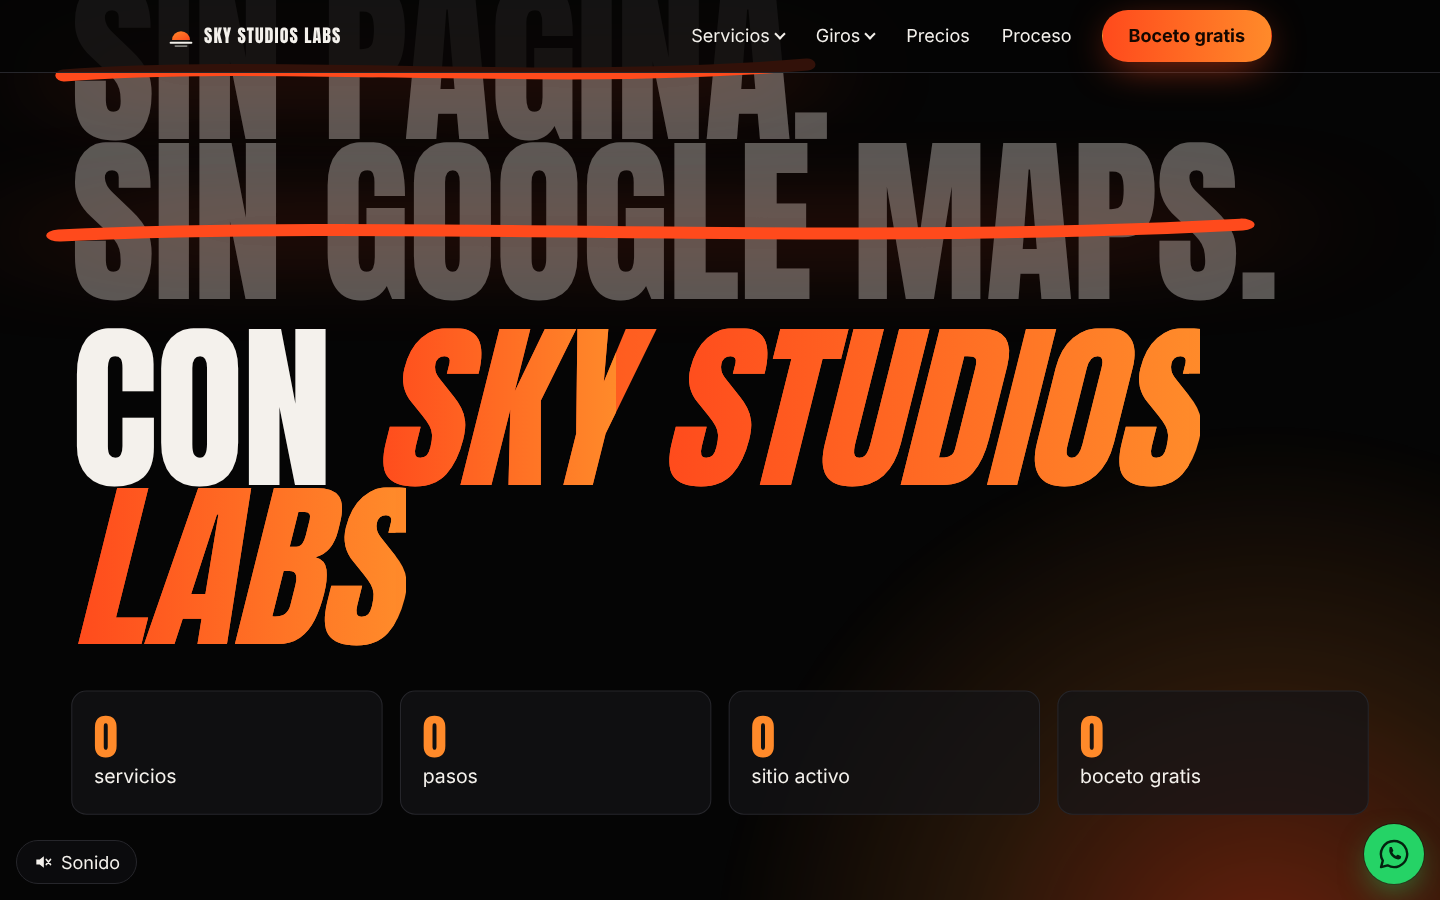 SKY STUDIOS LABS
Servicios
Giros
Precios
Proceso
Boceto gratis
SIN PÁGINA.
SIN GOOGLE MAPS.
CON SKY STUDIOS
LABS
0
servicios
0
pasos
0
sitio activo
0
boceto gratis
Sonido